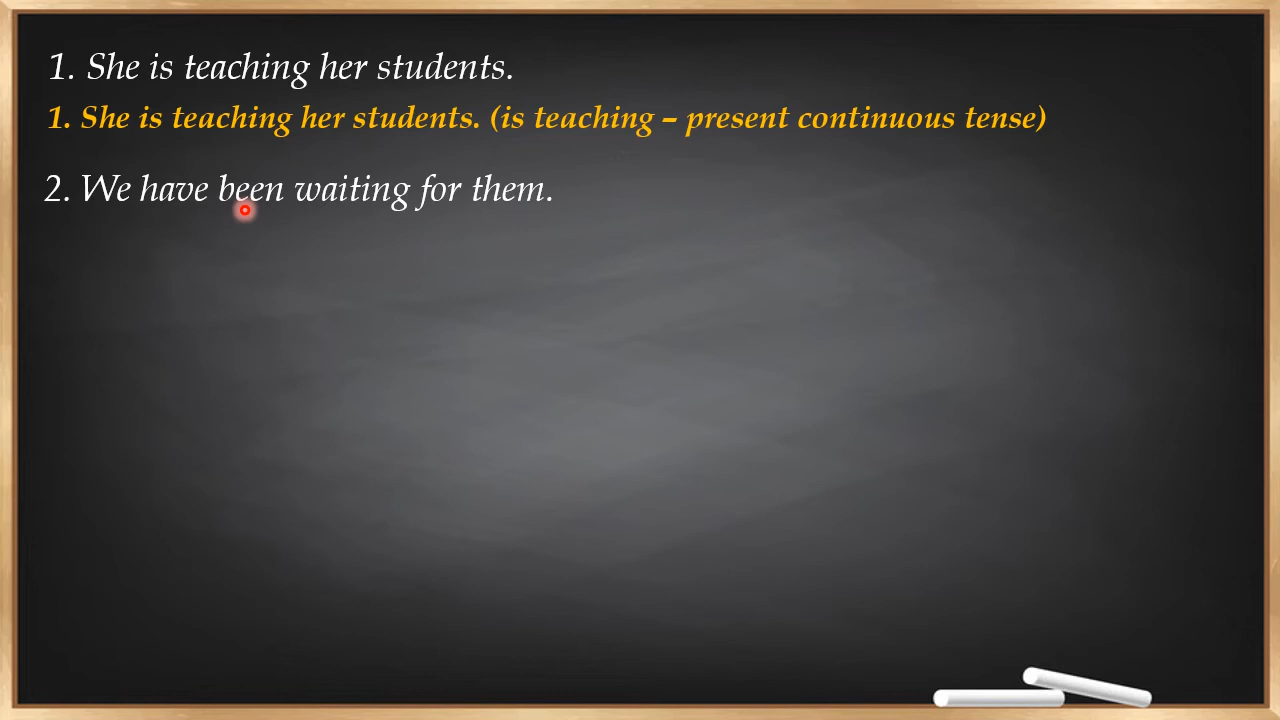 1. She is teaching her students.
1. She is teaching her students. (is teaching – present continuous tense)
2. We have been waiting for them.